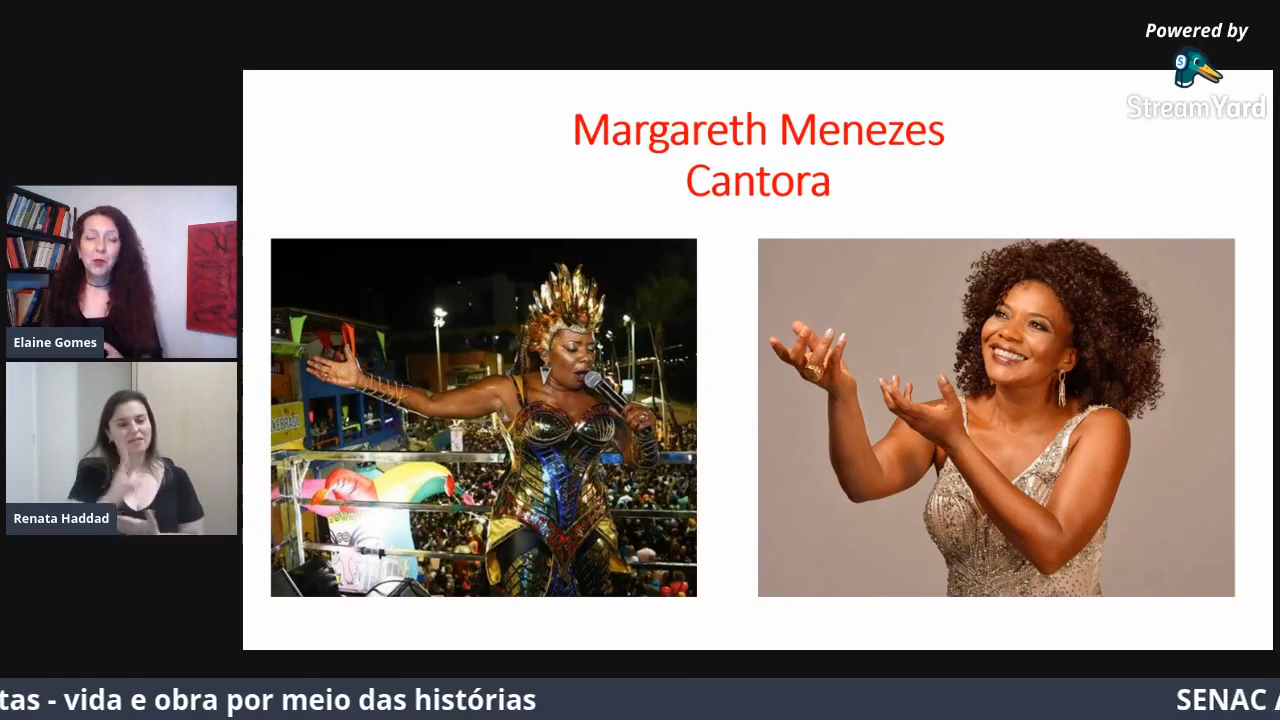 Powered by
StreamYard
Margareth Menezes
Cantora
Elaine Gomes
Renata Haddad
tas - vida e obra por meio das histórias
SENAC